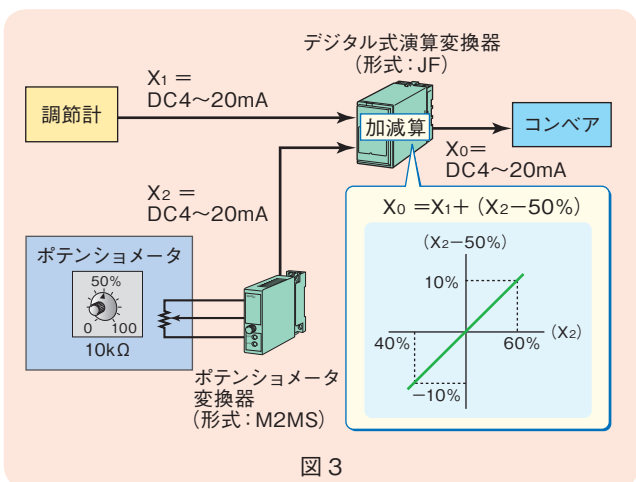 デジタル式演算変換器
(形式：JF)
X1 =
DC4〜20mA
調節計
加減算
コンベア
X0=
DC4〜20mA
X2 =
DC4〜20mA
X0 =X1+ (X2−50%)
ポテンショメータ
50%
0 100
10kΩ
(X2−50%)
10%
40%
60%
(X2)
−10%
ポテンショメータ
変換器
(形式：M2MS)
図3